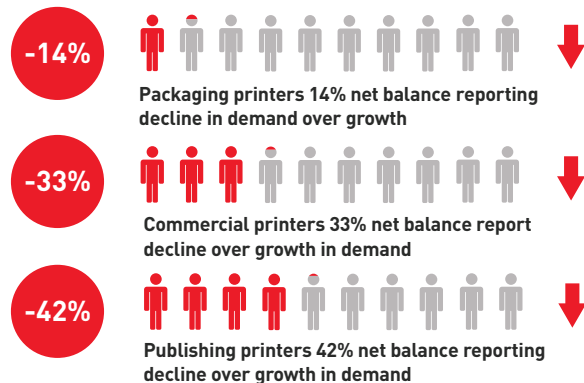 -14%
Packaging printers 14% net balance reporting
decline in demand over growth
-33%
Commercial printers 33% net balance report
decline over growth in demand
-42%
Publishing printers 42% net balance reporting
decline over growth in demand